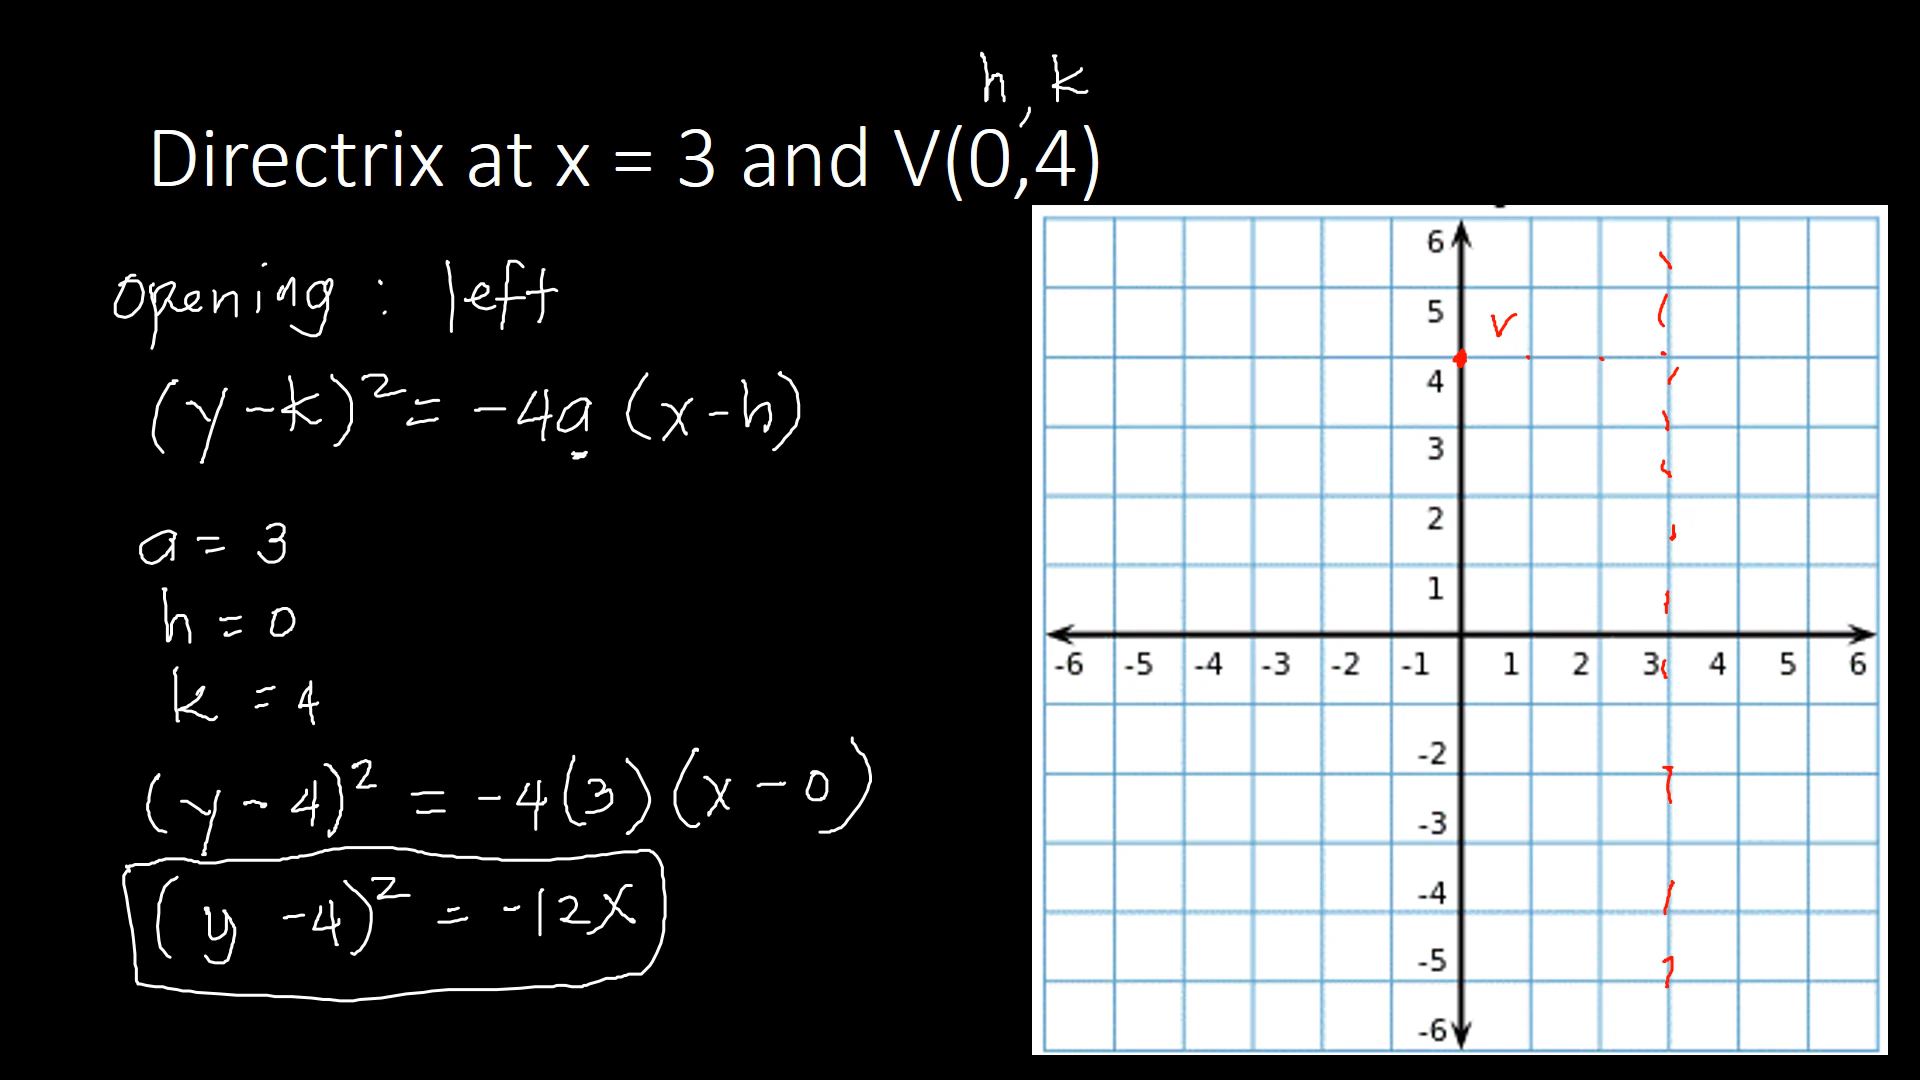 h, k
Directrix at x = 3 and V(0,4)
opening : left
(y-k)² = -4a (x-h)
a = 3
h = 0
k = 4
(y - 4)² = -4(3)(x - 0)
(y -4)² = -12x
6
5
V
4
3
2
1
-6 -5 -4 -3 -2 -1 1 2 3 4 5 6
-2
-3
-4
-5
-6